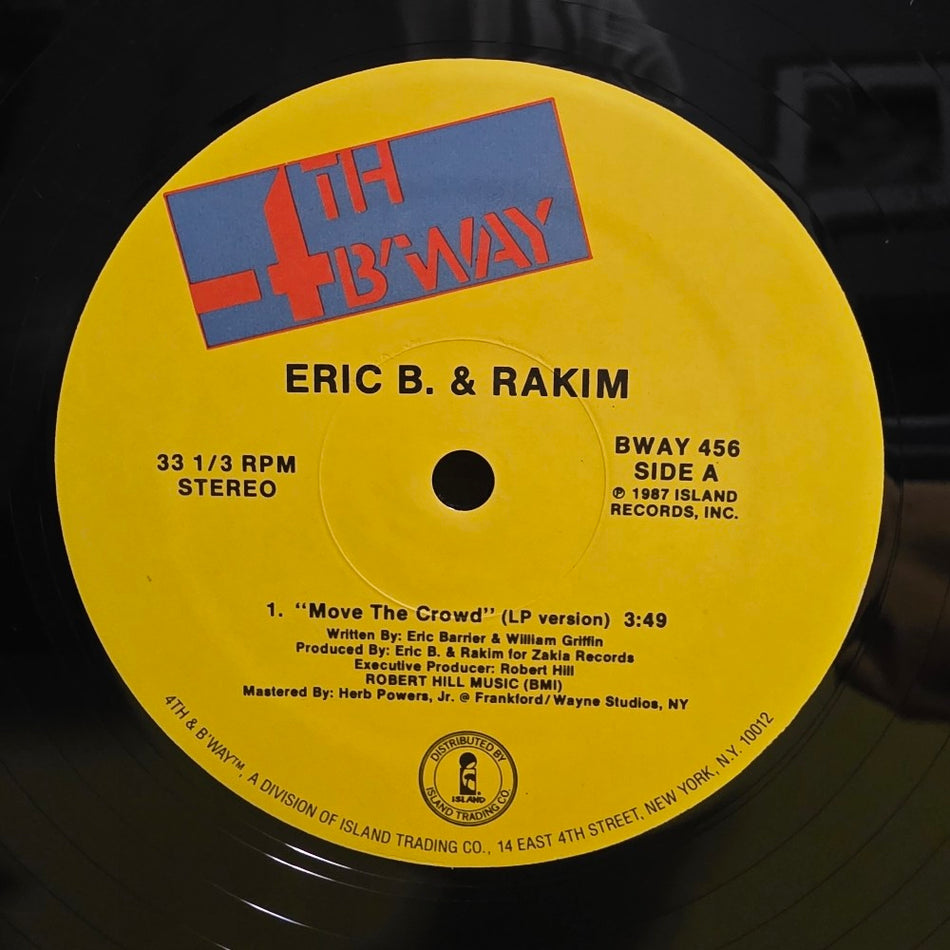 4TH
B'WAY
ERIC B. & RAKIM
33 1/3 RPM
STEREO
BWAY 456
SIDE A
℗ 1987 ISLAND
RECORDS, INC.
1. "Move The Crowd" (LP version) 3:49
Written By: Eric Barrier & William Griffin
Produced By: Eric B. & Rakim for Zakia Records
Executive Producer: Robert Hill
ROBERT HILL MUSIC (BMI)
Mastered By: Herb Powers, Jr. @ Frankford/Wayne Studios, NY
DISTRIBUTED BY
ISLAND
ISLAND TRADING CO.
4TH & B'WAY™, A DIVISION OF ISLAND TRADING CO., 14 EAST 4TH STREET, NEW YORK, N.Y. 10012